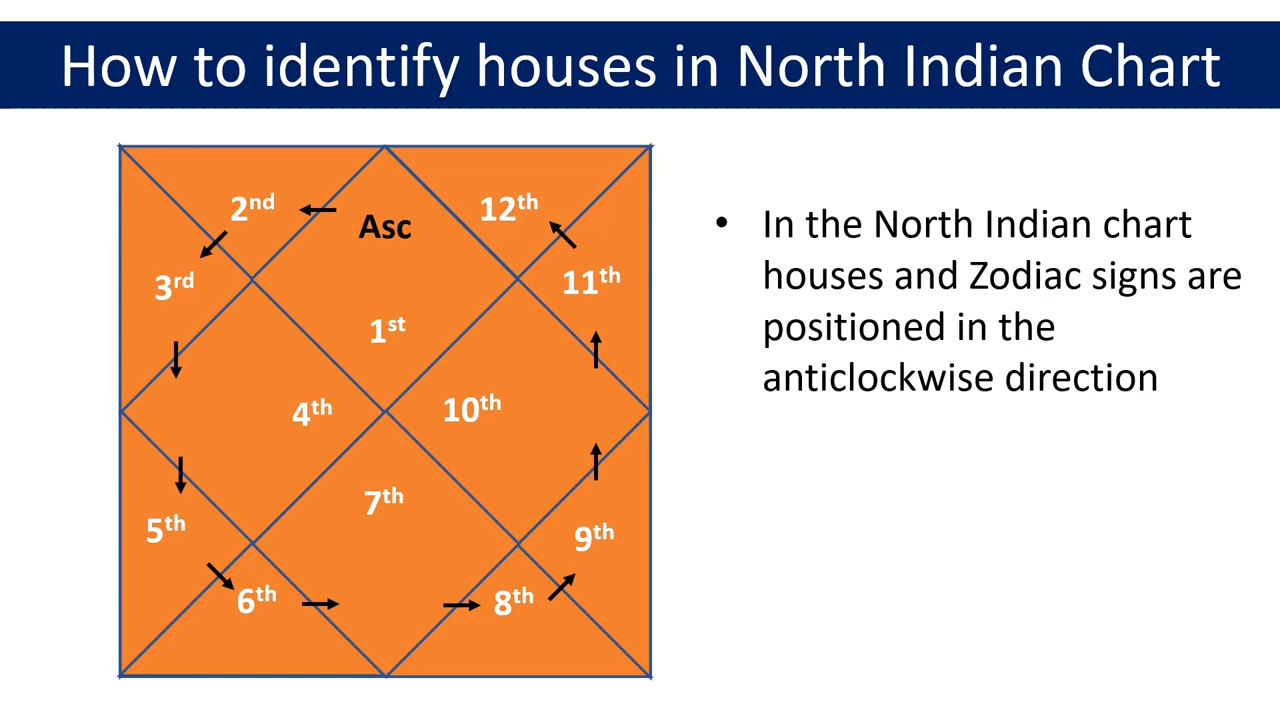 How to identify houses in North Indian Chart
2nd
12th
Asc
3rd
11th
1st
4th
10th
7th
5th
9th
6th
8th
• In the North Indian chart
houses and Zodiac signs are
positioned in the
anticlockwise direction